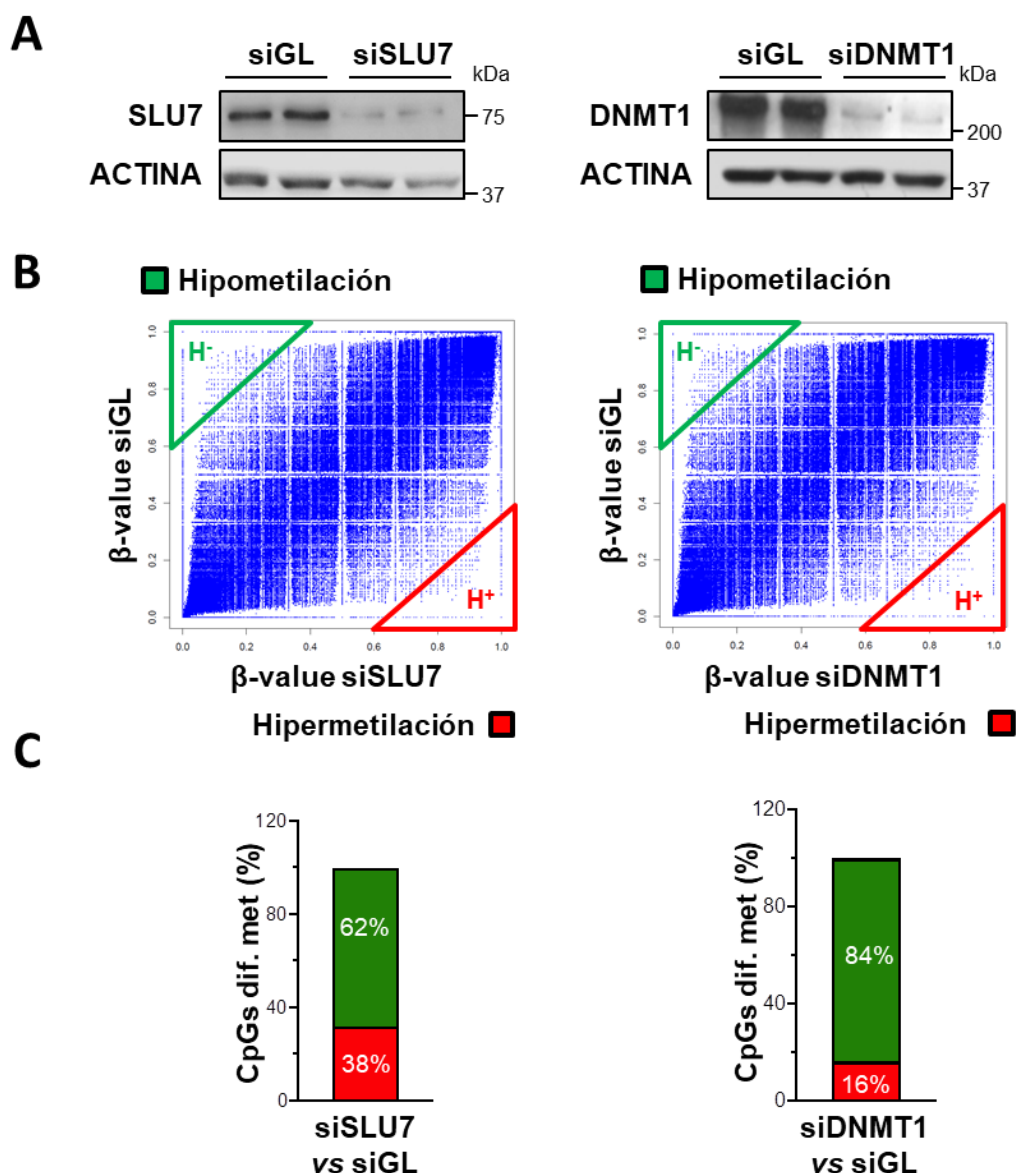 A
siGL siSLU7
kDa
SLU7
75
ACTINA
37
siGL siDNMT1
kDa
DNMT1
200
ACTINA
37
B
Hipometilación
H-
β-value siGL
1.0
0.8
0.6
0.4
0.2
0.0
H+
0.0 0.2 0.4 0.6 0.8 1.0
β-value siSLU7
Hipermetilación
Hipometilación
H-
β-value siGL
1.0
0.8
0.6
0.4
0.2
0.0
H+
0.0 0.2 0.4 0.6 0.8 1.0
β-value siDNMT1
Hipermetilación
C
CpGs dif. met (%)
120
80
40
0
62%
38%
siSLU7
vs siGL
CpGs dif. met (%)
120
80
40
0
84%
16%
siDNMT1
vs siGL